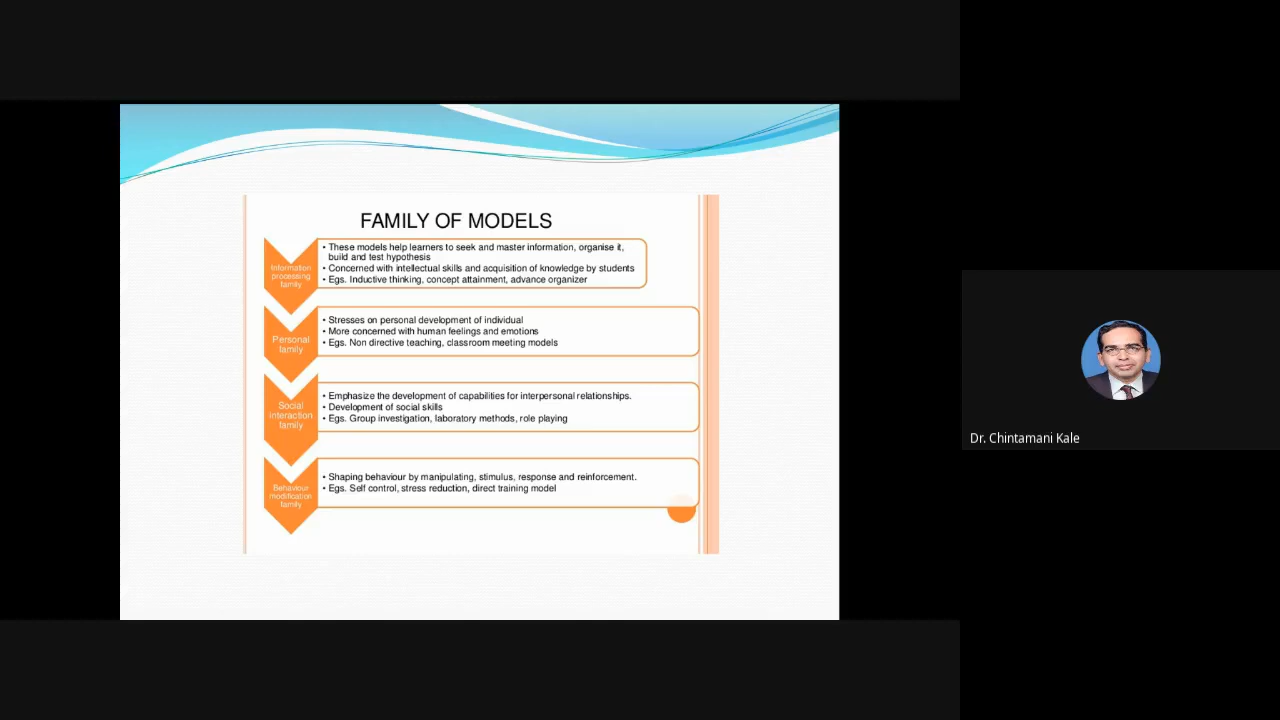 FAMILY OF MODELS
Information
processing
family
• These models help learners to seek and master information, organise it,
build and test hypothesis
• Concerned with intellectual skills and acquisition of knowledge by students
• Egs. Inductive thinking, concept attainment, advance organizer
Personal
family
• Stresses on personal development of individual
• More concerned with human feelings and emotions
• Egs. Non directive teaching, classroom meeting models
Social
interaction
family
• Emphasize the development of capabilities for interpersonal relationships.
• Development of social skills
• Egs. Group investigation, laboratory methods, role playing
Behaviour
modification
family
• Shaping behaviour by manipulating, stimulus, response and reinforcement.
• Egs. Self control, stress reduction, direct training model
Dr. Chintamani Kale